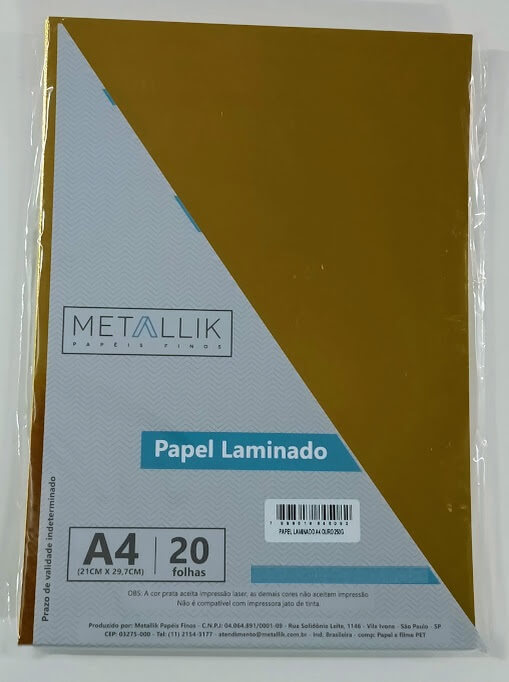 METALLIK
PAPÉIS FINOS
Papel Laminado
PAPEL LAMINADO A4 OURO 250G
A4
(21CM X 29,7CM)
20
folhas
Prazo de validade indeterminado
OBS: A cor prata aceita impressão laser, as demais cores não aceitem impressão
Não é compatível com impressora jato de tinta.
Produzido por: Metallik Papéis Finos - C.N.P.J: 04.064.891/0001-09 - Rua Solidônio Leite, 1146 - Vila Ivone - São Paulo - SP
CEP: 03275-000 - Tel: (11) 2154-3177 - atendimento@metallik.com.br - Ind. Brasileira - comp: Papel e filme PET